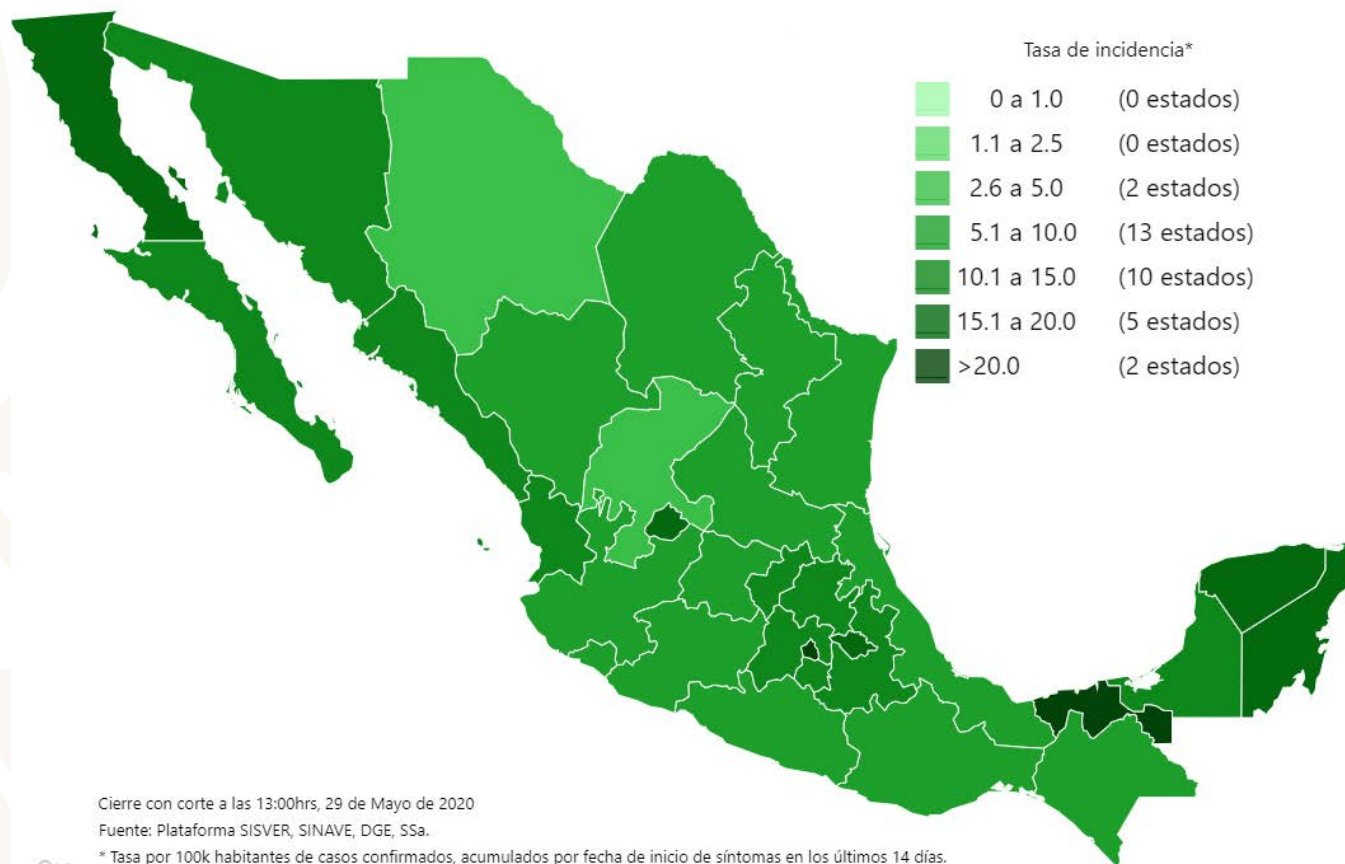 Tasa de incidencia*
0 a 1.0 (0 estados)
1.1 a 2.5 (0 estados)
2.6 a 5.0 (2 estados)
5.1 a 10.0 (13 estados)
10.1 a 15.0 (10 estados)
15.1 a 20.0 (5 estados)
>20.0 (2 estados)
Cierre con corte a las 13:00hrs, 29 de Mayo de 2020
Fuente: Plataforma SISVER, SINAVE, DGE, SSa.
* Tasa por 100k habitantes de casos confirmados, acumulados por fecha de inicio de síntomas en los últimos 14 días.